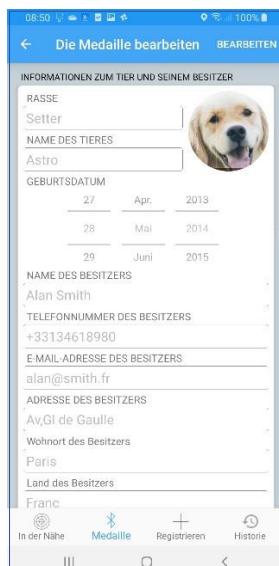 08:50 100%
Die Medaille bearbeiten BEARBEITEN
INFORMATIONEN ZUM TIER UND SEINEM BESITZER
RASSE
Setter
NAME DES TIERES
Astro
GEBURTSDATUM
27 Apr. 2013
28 Mai 2014
29 Juni 2015
NAME DES BESITZERS
Alan Smith
TELEFONNUMMER DES BESITZERS
+33134618980
E-MAIL-ADRESSE DES BESITZERS
alan@smith.fr
ADRESSE DES BESITZERS
Av,Gl de Gaulle
Wohnort des Besitzers
Paris
Land des Besitzers
Franc
In der Nähe Medaille Registrieren Historie